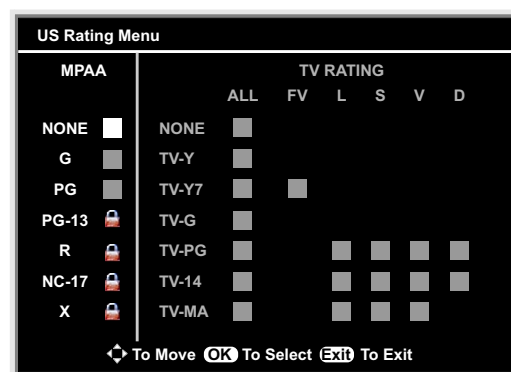 US Rating Menu
MPAA TV RATING
ALL FV L S V D
NONE NONE
G TV-Y
PG TV-Y7
PG-13 TV-G
R TV-PG
NC-17 TV-14
X TV-MA
To Move OK To Select Exit To Exit